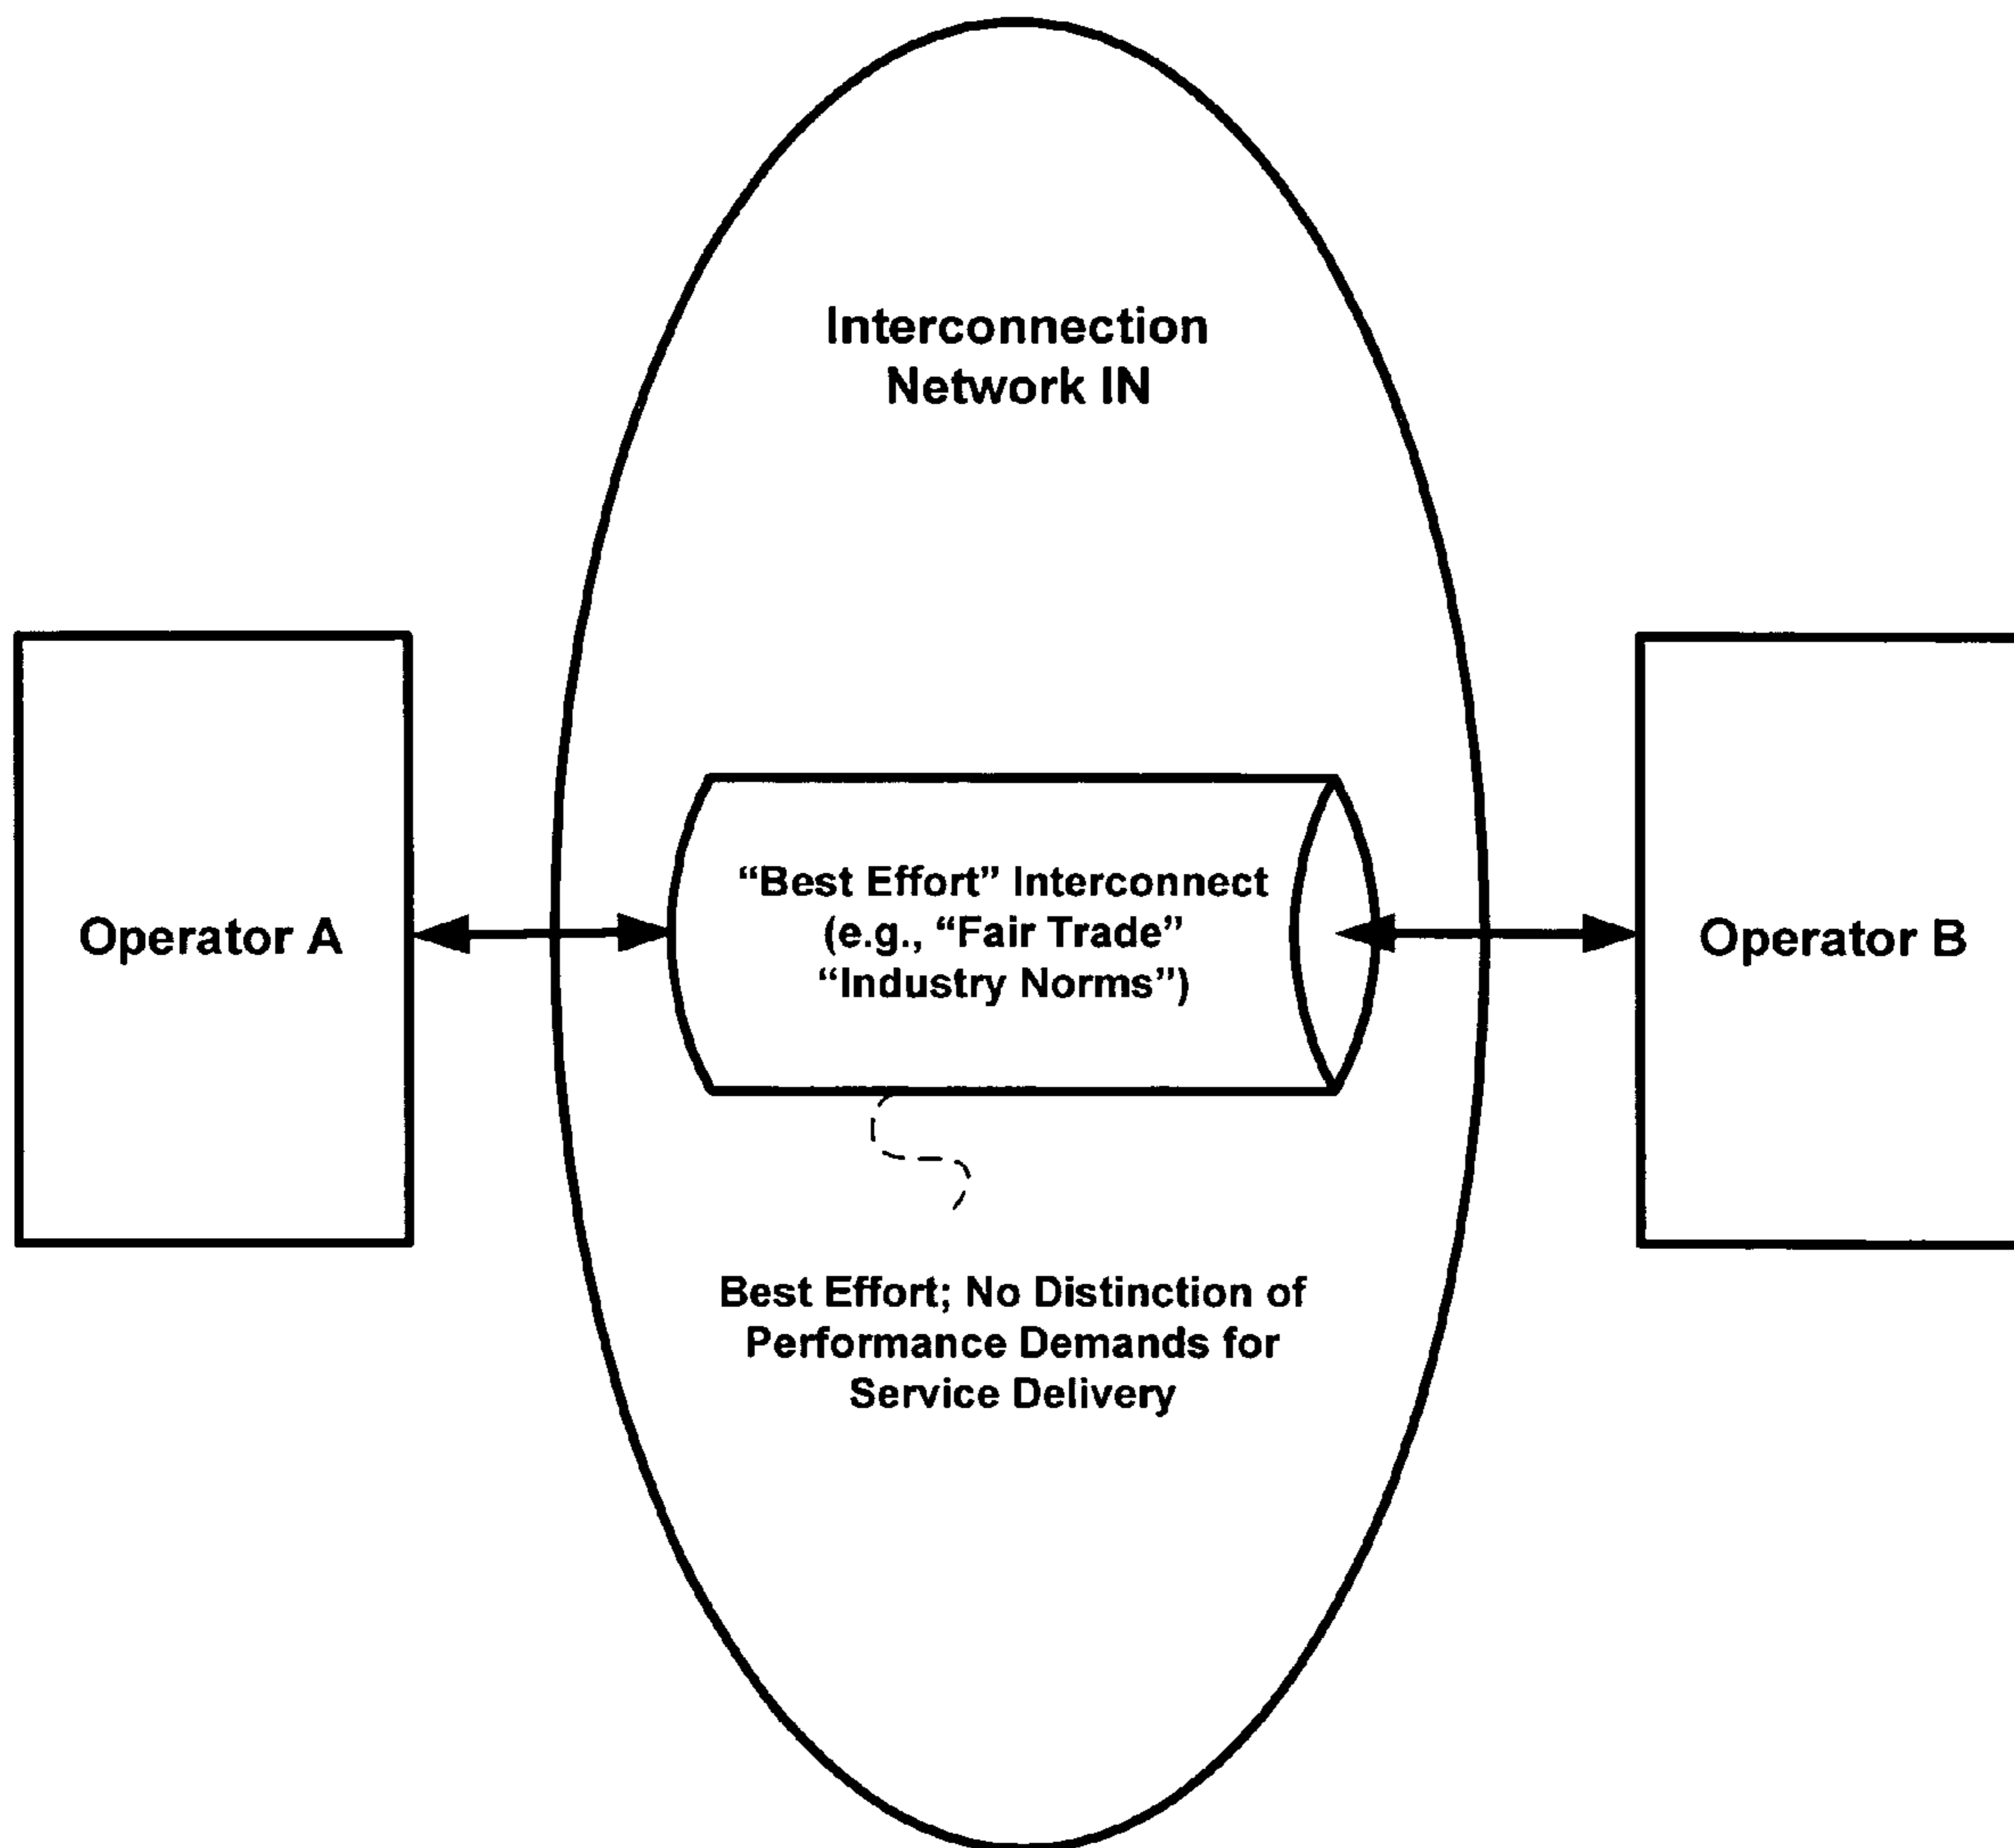 Interconnection
Network IN
Operator A
“Best Effort” Interconnect
(e.g., “Fair Trade”
“Industry Norms”)
Operator B
Best Effort; No Distinction of
Performance Demands for
Service Delivery